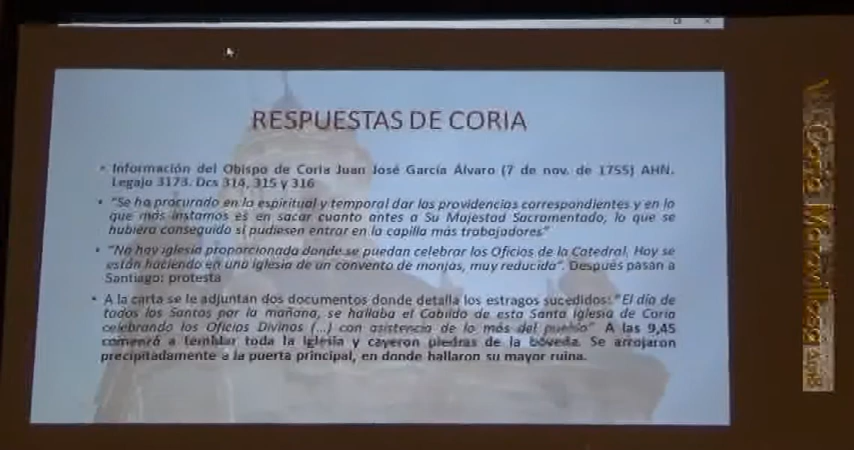 RESPUESTAS DE CORIA
• Información del Obispo de Coria Juan José García Álvaro (7 de nov. de 1755) AHN.
Legajo 3173. Dcs 314, 315 y 316
• "Se ha procurado en lo espiritual y temporal dar las providencias correspondientes y en lo
que más instamos es en sacar cuanto antes a Su Majestad Sacramentado, lo que se
hubiera conseguido si pudiesen entrar en la capilla más trabajadores"
• "No hay iglesia proporcionada donde se puedan celebrar los Oficios de la Catedral. Hoy se
están haciendo en una iglesia de un convento de monjas, muy reducida". Después pasan a
Santiago: protesta
• A la carta se le adjuntan dos documentos donde detalla los estragos sucedidos: "El día de
todos los Santos por la mañana, se hallaba el Cabildo de esta Santa Iglesia de Coria
celebrando los Oficios Divinos (...) con asistencia de lo más del pueblo" A las 9,45
comenzó a temblar toda la Iglesia y cayeron piedras de la bóveda. Se arrojaron
precipitadamente a la puerta principal, en donde hallaron su mayor ruina.
Coria Maravillosa